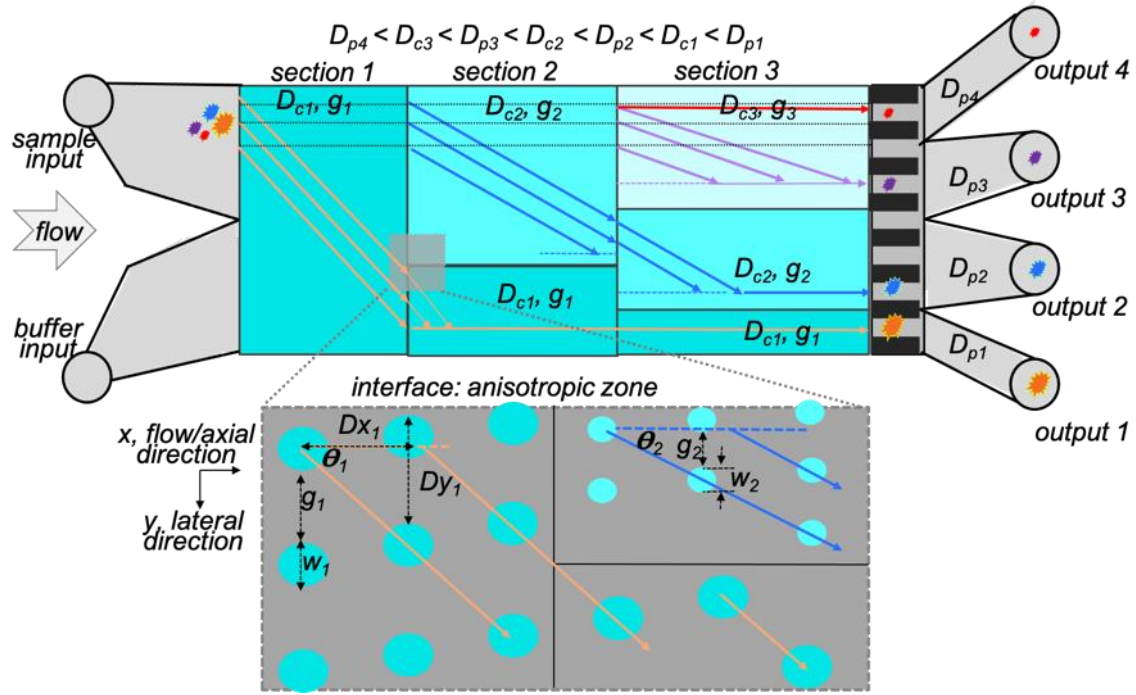 D_p4 < D_c3 < D_p3 < D_c2 < D_p2 < D_c1 < D_p1
section 1
section 2
section 3
sample
input
flow
buffer
input
D_c1, g_1
D_c2, g_2
D_c3, g_3
D_c1, g_1
D_c2, g_2
D_c1, g_1
D_p4
D_p3
D_p2
D_p1
output 4
output 3
output 2
output 1
interface: anisotropic zone
x, flow/axial
direction
y, lateral
direction
Dx_1
θ_1
g_1
Dy_1
w_1
θ_2
g_2
w_2